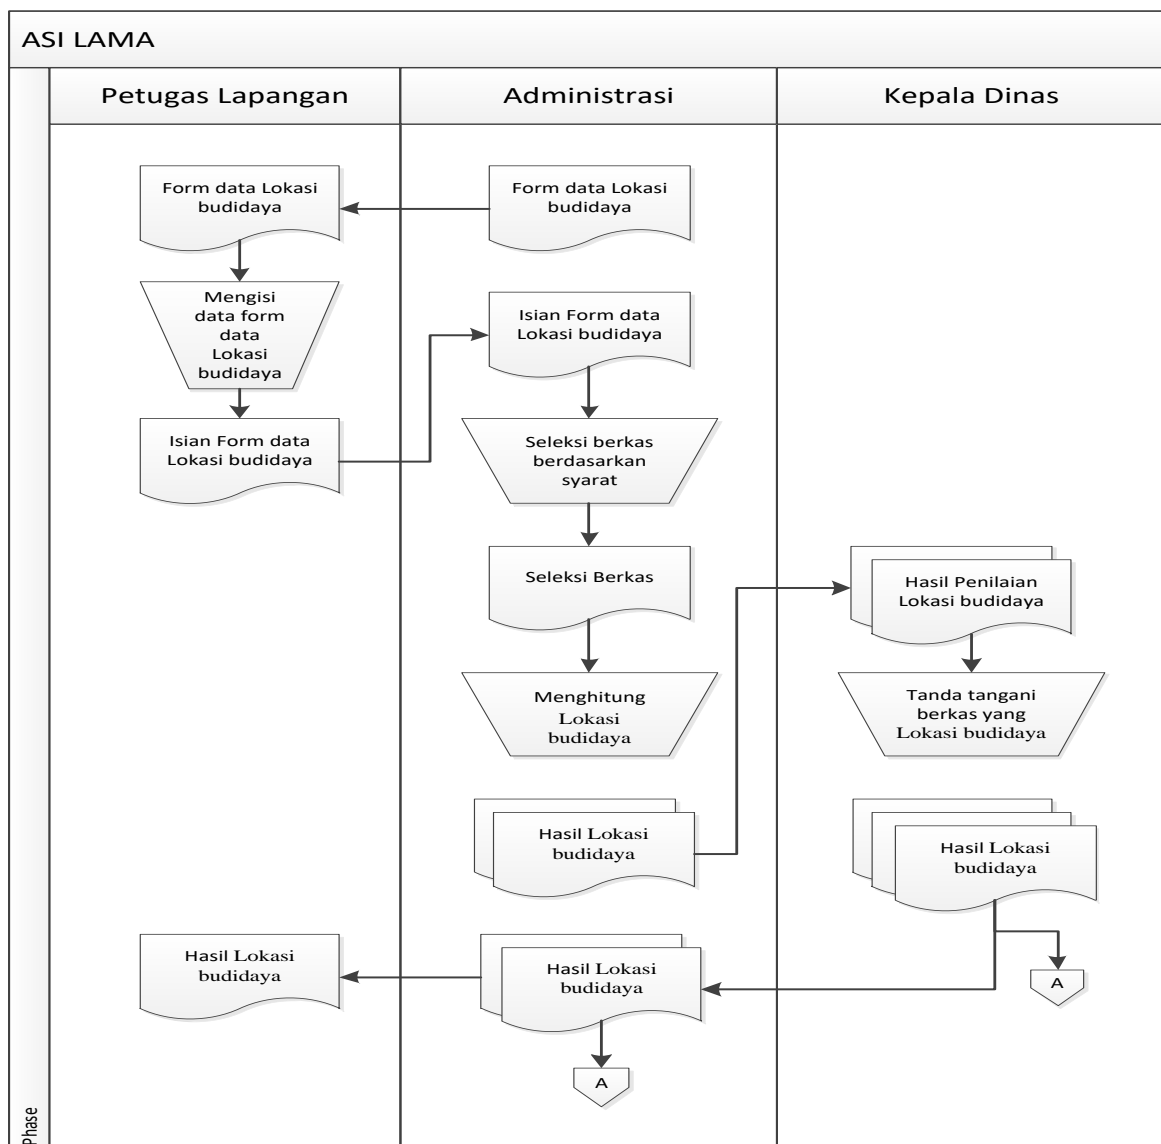 ASI LAMA
Petugas Lapangan
Administrasi
Kepala Dinas
Form data Lokasi
budidaya
Form data Lokasi
budidaya
Mengisi
data form
data
Lokasi
budidaya
Isian Form data
Lokasi budidaya
Isian Form data
Lokasi budidaya
Seleksi berkas
berdasarkan
syarat
Seleksi Berkas
Hasil Penilaian
Lokasi budidaya
Menghitung
Lokasi
budidaya
Tanda tangani
berkas yang
Lokasi budidaya
Hasil Lokasi
budidaya
Hasil Lokasi
budidaya
Hasil Lokasi
budidaya
Hasil Lokasi
budidaya
A
A
Phase